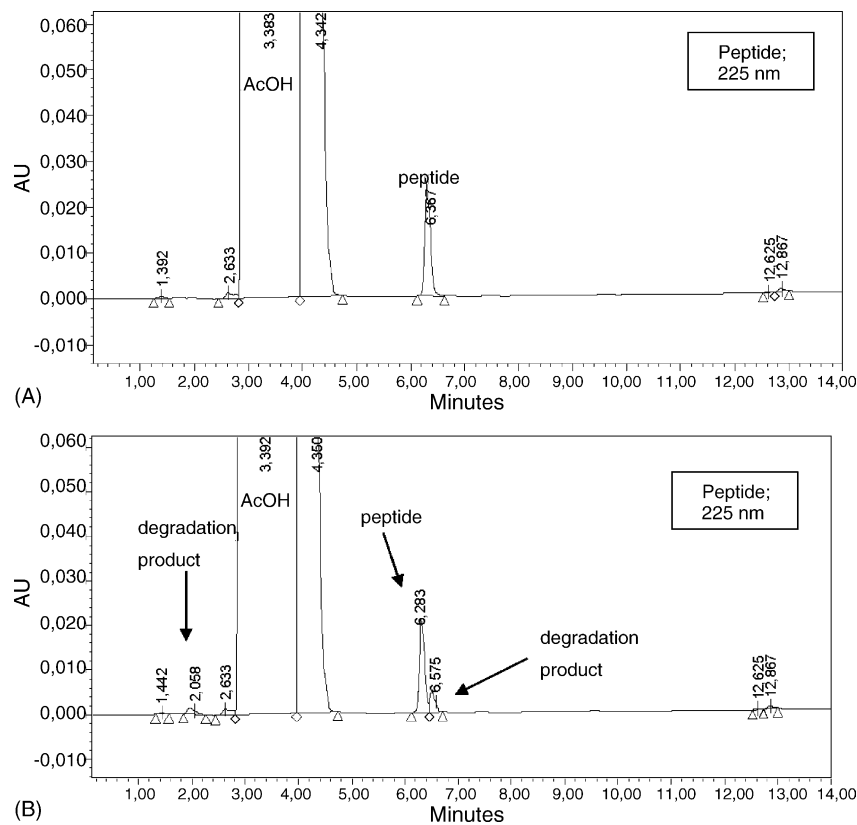 0,060
0,050
0,040
0,030
0,020
0,010
0,000
-0,010
AU
3,383
AcOH
4,342
Peptide;
225 nm
peptide
6,367
1,392
2,633
12,625
12,867
1,00 2,00 3,00 4,00 5,00 6,00 7,00 8,00 9,00 10,00 11,00 12,00 13,00 14,00
Minutes
(A)
0,060
0,050
0,040
0,030
0,020
0,010
0,000
-0,010
AU
3,392
AcOH
4,350
Peptide;
225 nm
degradation
product
peptide
6,283
degradation
product
6,575
1,442
2,058
2,633
12,625
12,867
1,00 2,00 3,00 4,00 5,00 6,00 7,00 8,00 9,00 10,00 11,00 12,00 13,00 14,00
Minutes
(B)